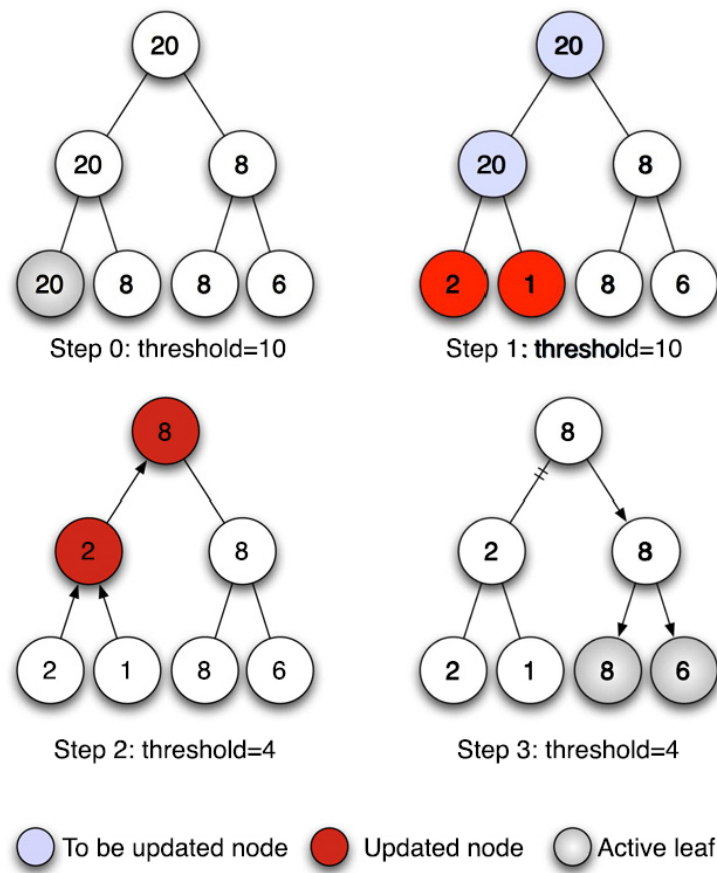 20 20
20 8 20 8
20 8 8 6 2 1 8 6
Step 0: threshold=10 Step 1: threshold=10
8 8
2 8 2 8
2 1 8 6 2 1 8 6
Step 2: threshold=4 Step 3: threshold=4
To be updated node Updated node Active leaf